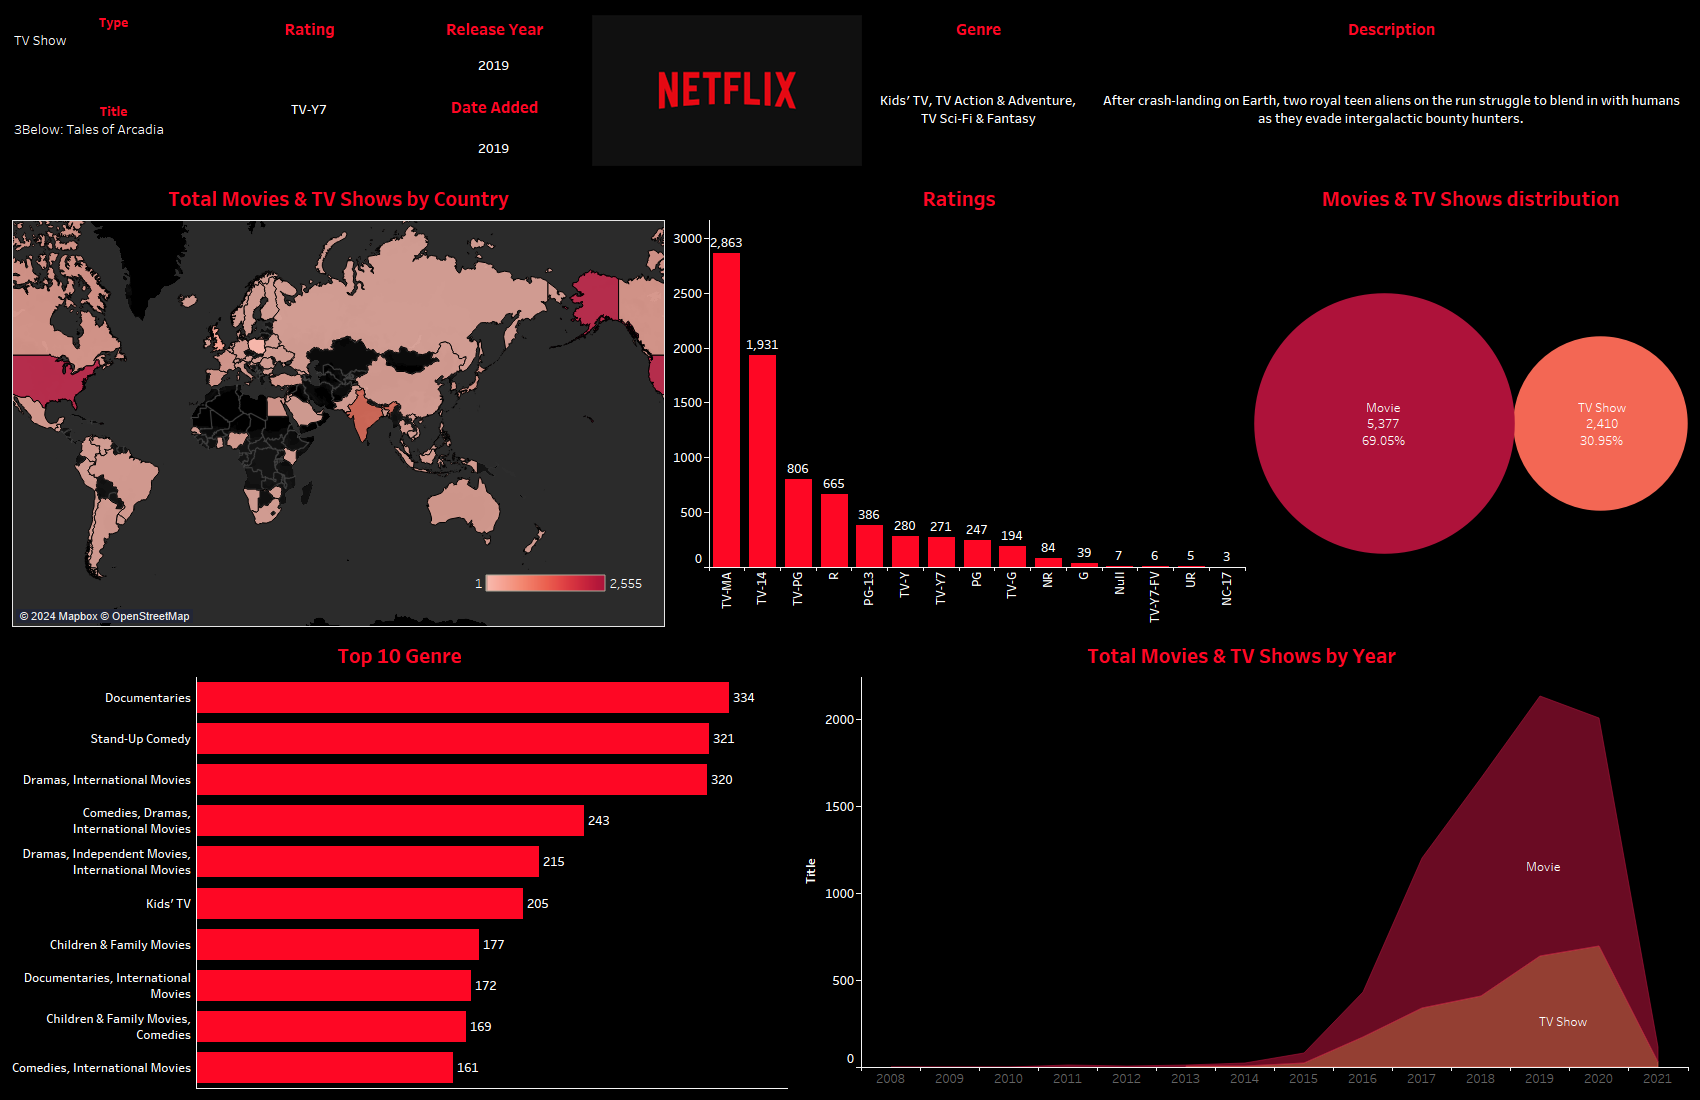 Type
TV Show
Title
3Below: Tales of Arcadia
Rating
TV-Y7
Release Year
2019
Date Added
2019
NETFLIX
Genre
Kids' TV, TV Action & Adventure,
TV Sci-Fi & Fantasy
Description
After crash-landing on Earth, two royal teen aliens on the run struggle to blend in with humans
as they evade intergalactic bounty hunters.
Total Movies & TV Shows by Country
1
2,555
© 2024 Mapbox © OpenStreetMap
Ratings
3000
2500
2000
1500
1000
500
0
2,863
1,931
806
665
386
280
271
247
194
84
39
7
6
5
3
TV-MA
TV-14
TV-PG
R
PG-13
TV-Y
TV-Y7
PG
TV-G
NR
G
Null
TV-Y7-FV
UR
NC-17
Movies & TV Shows distribution
Movie
5,377
69.05%
TV Show
2,410
30.95%
Top 10 Genre
Documentaries
334
Stand-Up Comedy
321
Dramas, International Movies
320
Comedies, Dramas,
International Movies
243
Dramas, Independent Movies,
International Movies
215
Kids' TV
205
Children & Family Movies
177
Documentaries, International
Movies
172
Children & Family Movies,
Comedies
169
Comedies, International Movies
161
Total Movies & TV Shows by Year
Title
2000
1500
1000
500
0
Movie
TV Show
2008
2009
2010
2011
2012
2013
2014
2015
2016
2017
2018
2019
2020
2021